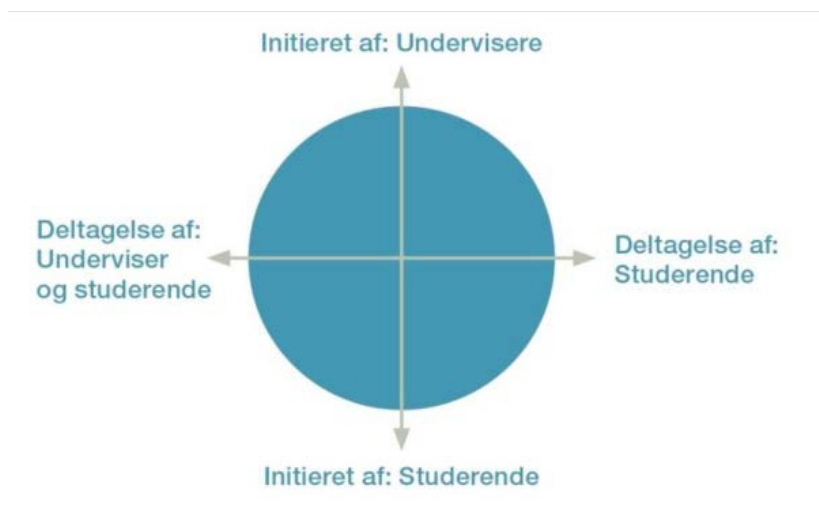 Initieret af: Undervisere
Deltagelse af:
Underviser
og studerende
Deltagelse af:
Studerende
Initieret af: Studerende